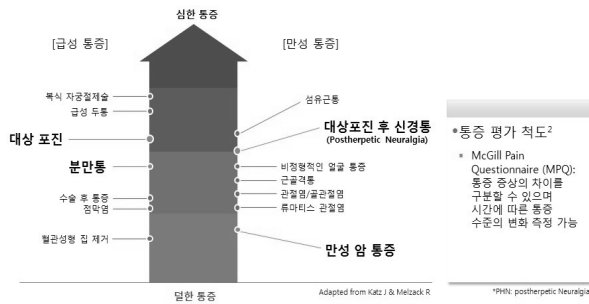 심한 통증
[급성 통증]
[만성 통증]
복식 자궁절제술
급성 두통
대상 포진
분만통
수술 후 통증
점막염
혈관성형 집 제거
섬유근통
대상포진 후 신경통
(Postherpetic Neuralgia)
비정형적인 얼굴 통증
근골격통
관절염/골관절염
류마티스 관절염
만성 암 통증
덜한 통증
Adapted from Katz J & Melzack R
•통증 평가 척도2
▪ McGill Pain
Questionnaire (MPQ):
통증 증상의 차이를
구분할 수 있으며
시간에 따른 통증
수준의 변화 측정 가능
*PHN: postherpetic Neuralgia